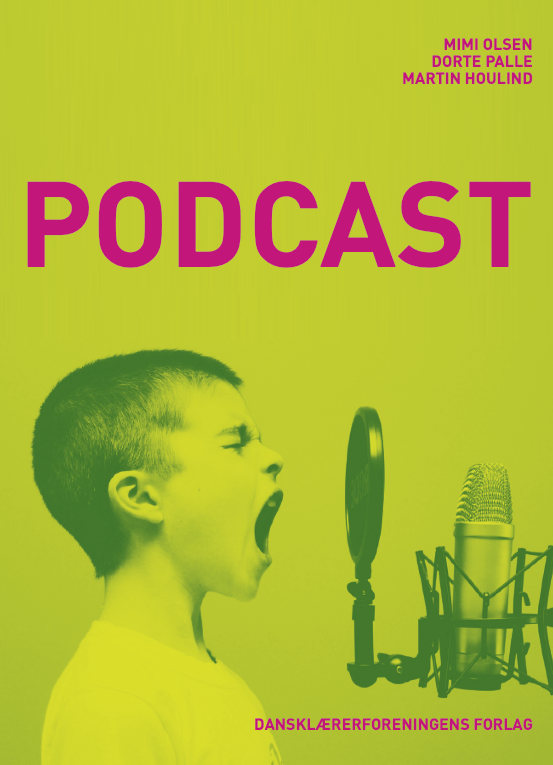 MIMI OLSEN
DORTE PALLE
MARTIN HOULIND
PODCAST
DANSKLÆRERFORENINGENS FORLAG